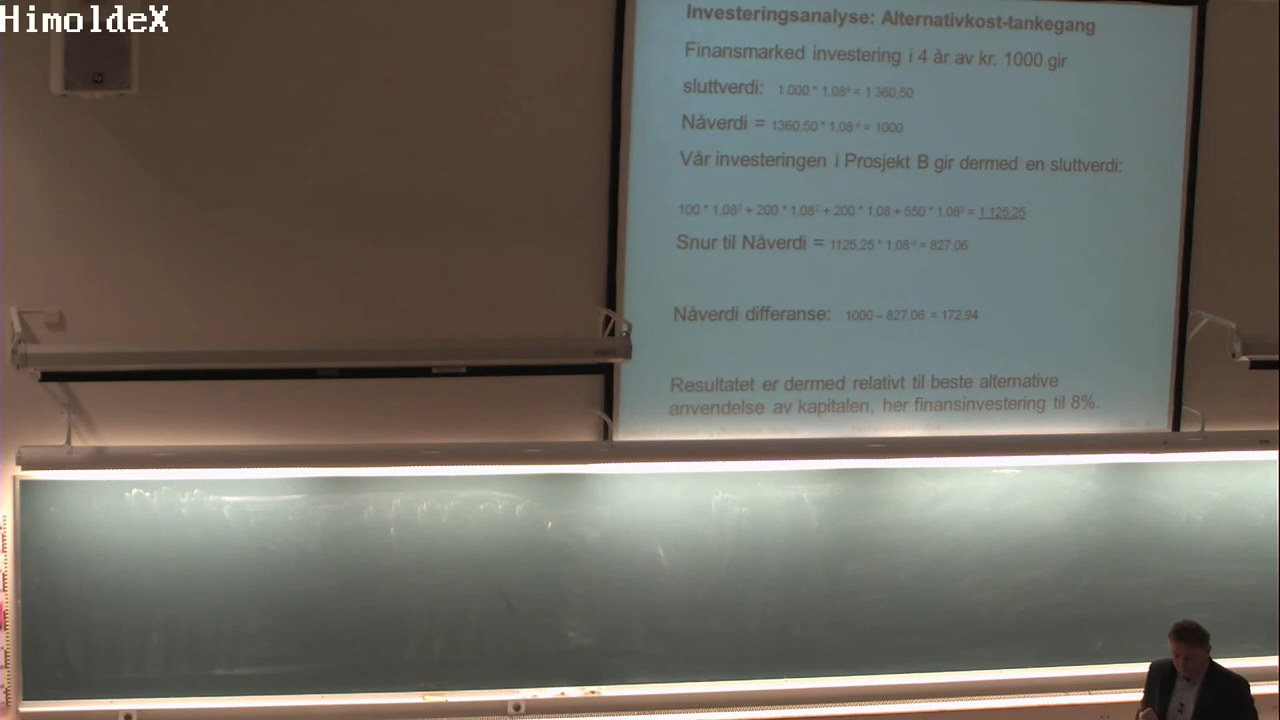 HimoldeX
Investeringsanalyse: Alternativkost-tankegang
Finansmarked investering i 4 år av kr. 1000 gir
sluttverdi: 1 000 * 1,08⁴ = 1 360,50
Nåverdi = 1360,50 * 1,08⁻⁴ = 1000
Vår investeringen i Prosjekt B gir dermed en sluttverdi:
100 * 1,08³ + 200 * 1,08² + 200 * 1,08 + 550 * 1,08⁰ = 1 125,25
Snur til Nåverdi = 1125,25 * 1,08⁻⁴ = 827,06
Nåverdi differanse: 1000 – 827,06 = 172,94
Resultatet er dermed relativt til beste alternative
anvendelse av kapitalen, her finansinvestering til 8%.